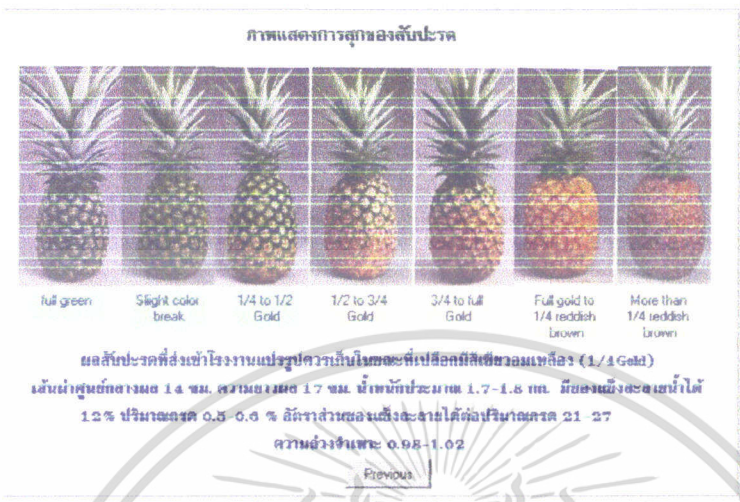 ภาพแสดงการสุกของสับปะรด
full green
Slight color break
1/4 to 1/2 Gold
1/2 to 3/4 Gold
3/4 to full Gold
Full gold to 1/4 reddish brown
More than 1/4 reddish brown
ผลสับปะรดที่ส่งเข้าโรงงานแปรรูปควรเก็บในขณะที่เปลือกมีสีเขียวอมเหลือง (1/4Gold)
เส้นผ่าศูนย์กลางผล 14 ซม. ความยาวผล 17 ซม. น้ำหนักประมาณ 1.7-1.8 กก. มีของแข็งละลายน้ำได้
12% ปริมาณกรด 0.5-0.6 % อัตราส่วนของแข็งละลายได้ต่อปริมาณกรด 21-27
ความถ่วงจำเพาะ 0.98-1.02
Previous